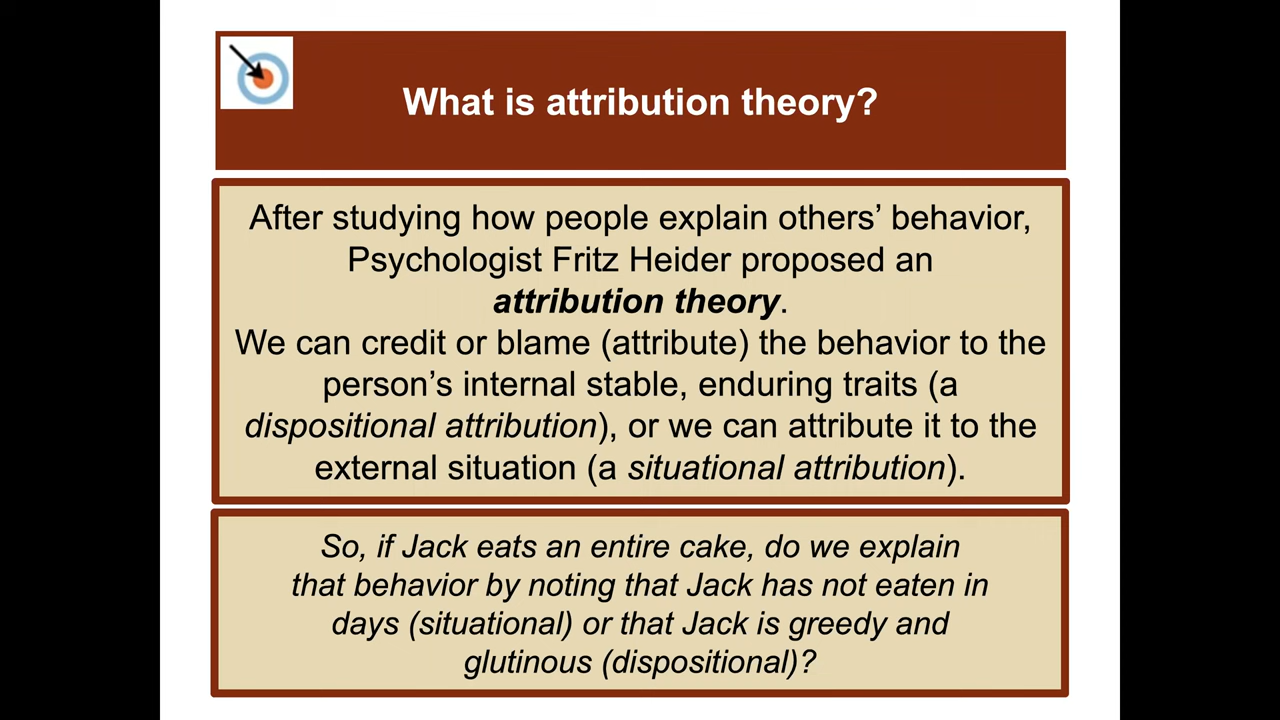 What is attribution theory?
After studying how people explain others’ behavior,
Psychologist Fritz Heider proposed an
attribution theory.
We can credit or blame (attribute) the behavior to the
person’s internal stable, enduring traits (a
dispositional attribution), or we can attribute it to the
external situation (a situational attribution).
So, if Jack eats an entire cake, do we explain
that behavior by noting that Jack has not eaten in
days (situational) or that Jack is greedy and
glutinous (dispositional)?